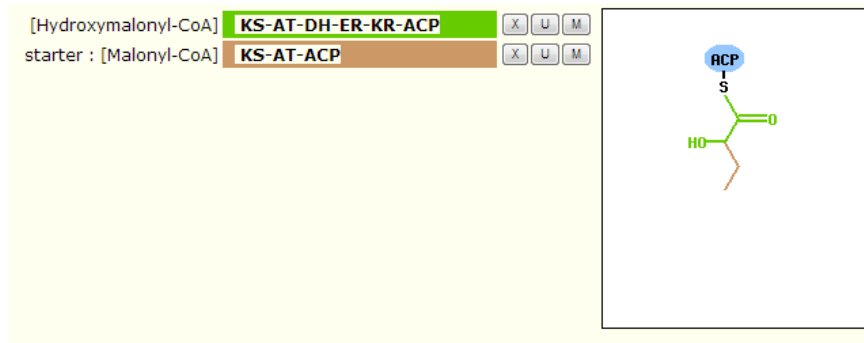 [Hydroxymalonyl-CoA] KS-AT-DH-ER-KR-ACP X U M
starter : [Malonyl-CoA] KS-AT-ACP X U M
ACP
S
O
HO